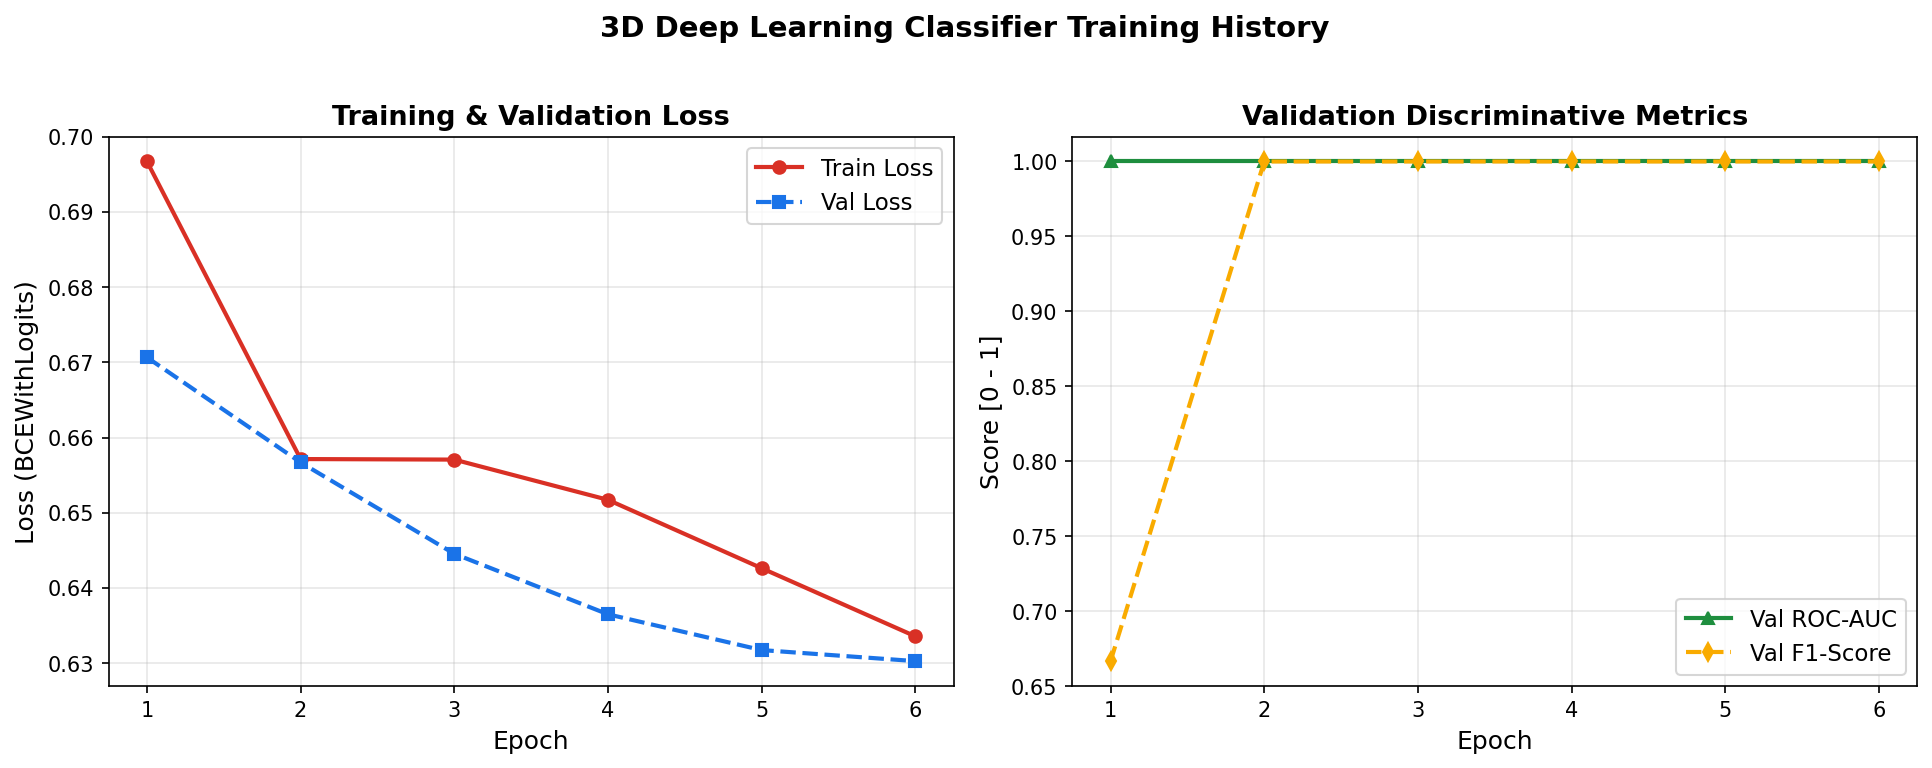 3D Deep Learning Classifier Training History
Training & Validation Loss
Loss (BCEWithLogits)
0.70
0.69
0.68
0.67
0.66
0.65
0.64
0.63
Train Loss
Val Loss
1 2 3 4 5 6
Epoch
Validation Discriminative Metrics
Score [0 - 1]
1.00
0.95
0.90
0.85
0.80
0.75
0.70
0.65
Val ROC-AUC
Val F1-Score
1 2 3 4 5 6
Epoch